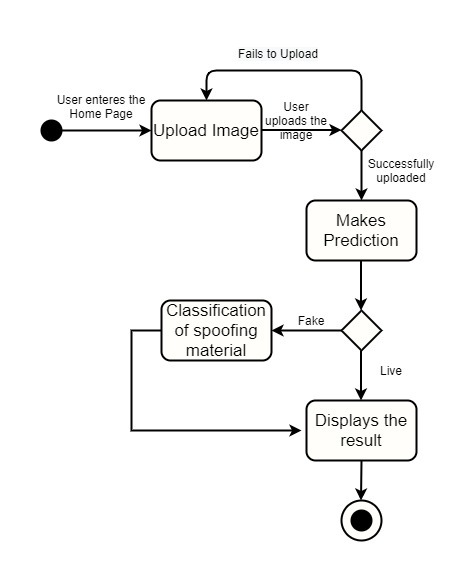 Fails to Upload
User enteres the
Home Page
Upload Image
User
uploads the
image
Successfully
uploaded
Makes
Prediction
Classification
of spoofing
material
Fake
Live
Displays the
result